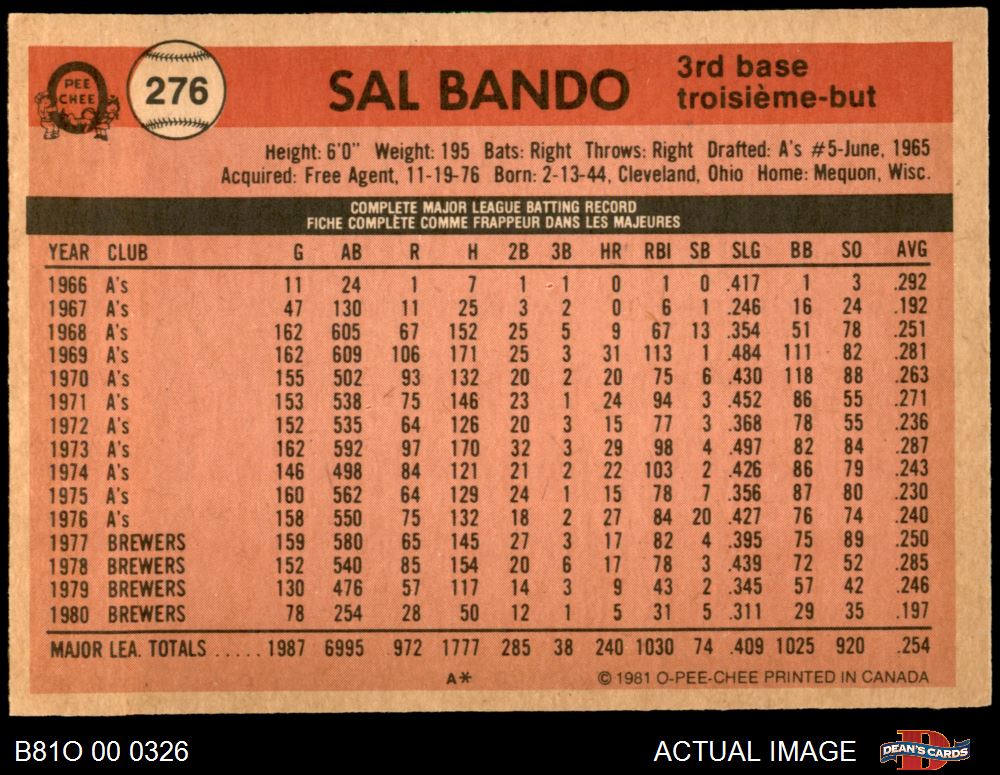 O
PEE
CHEE
276
SAL BANDO
3rd base
troisième-but
Height: 6'0" Weight: 195 Bats: Right Throws: Right Drafted: A's #5-June, 1965
Acquired: Free Agent, 11-19-76 Born: 2-13-44, Cleveland, Ohio Home: Mequon, Wisc.
COMPLETE MAJOR LEAGUE BATTING RECORD
FICHE COMPLÈTE COMME FRAPPEUR DANS LES MAJEURES
YEAR CLUB G AB R H 2B 3B HR RBI SB SLG BB SO AVG
1966 A's 11 24 1 7 1 1 0 1 0 .417 1 3 .292
1967 A's 47 130 11 25 3 2 0 6 1 .246 16 24 .192
1968 A's 162 605 67 152 25 5 9 67 13 .354 51 78 .251
1969 A's 162 609 106 171 25 3 31 113 1 .484 111 82 .281
1970 A's 155 502 93 132 20 2 20 75 6 .430 118 88 .263
1971 A's 153 538 75 146 23 1 24 94 3 .452 86 55 .271
1972 A's 152 535 64 126 20 3 15 77 3 .368 78 55 .236
1973 A's 162 592 97 170 32 3 29 98 4 .497 82 84 .287
1974 A's 146 498 84 121 21 2 22 103 2 .426 86 79 .243
1975 A's 160 562 64 129 24 1 15 78 7 .356 87 80 .230
1976 A's 158 550 75 132 18 2 27 84 20 .427 76 74 .240
1977 BREWERS 159 580 65 145 27 3 17 82 4 .395 75 89 .250
1978 BREWERS 152 540 85 154 20 6 17 78 3 .439 72 52 .285
1979 BREWERS 130 476 57 117 14 3 9 43 2 .345 57 42 .246
1980 BREWERS 78 254 28 50 12 1 5 31 5 .311 29 35 .197
MAJOR LEA. TOTALS ..... 1987 6995 972 1777 285 38 240 1030 74 .409 1025 920 .254
A* © 1981 O-PEE-CHEE PRINTED IN CANADA
B81O 00 0326 ACTUAL IMAGE
D
DEAN'S CARDS